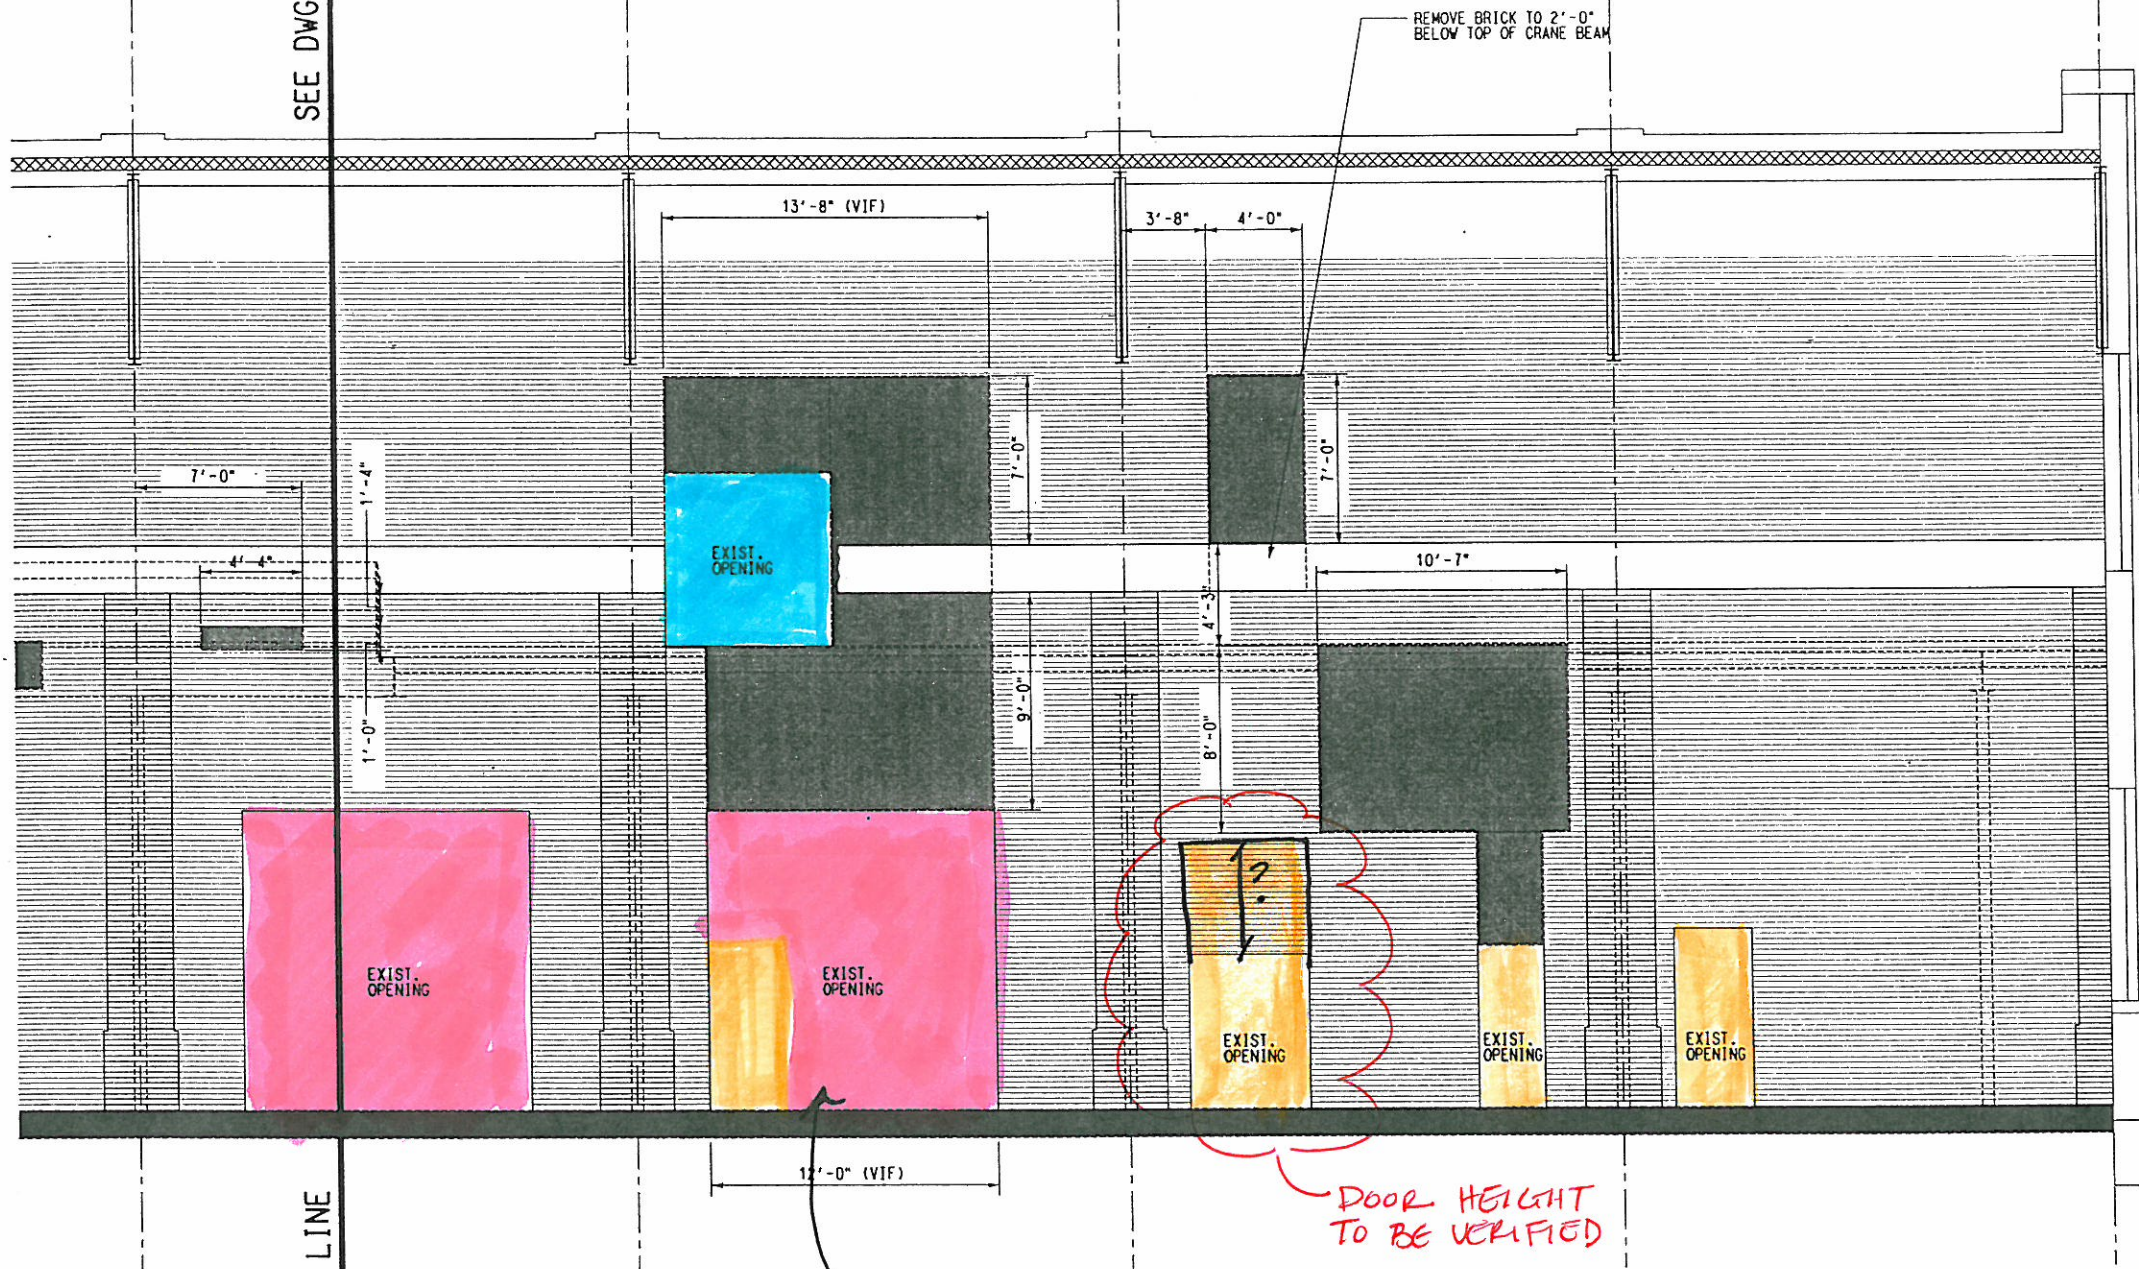 SEE DWG
REMOVE BRICK TO 2'-0"
BELOW TOP OF CRANE BEAM
13'-8" (VIF)
3'-8"
4'-0"
7'-0"
1'-4"
7'-0"
7'-0"
4'-4"
EXIST.
OPENING
10'-7"
4'-3"
1'-0"
9'-0"
8'-0"
?
EXIST.
OPENING
EXIST.
OPENING
EXIST.
OPENING
EXIST.
OPENING
EXIST.
OPENING
12'-0" (VIF)
LINE
DOOR HEIGHT
TO BE VERIFIED